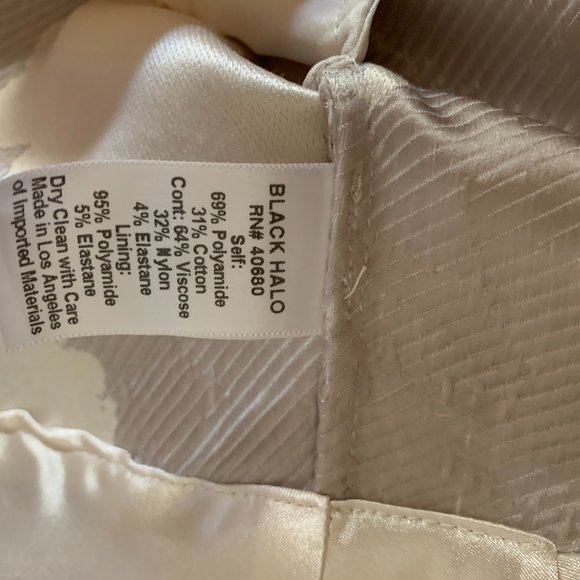 BLACK HALO
RN# 40680
Self:
69% Polyamide
31% Cotton
Cont: 64% Viscose
32% Nylon
4% Elastane
Lining:
95% Polyamide
5% Elastane
Dry Clean with Care
Made in Los Angeles
of Imported Materials